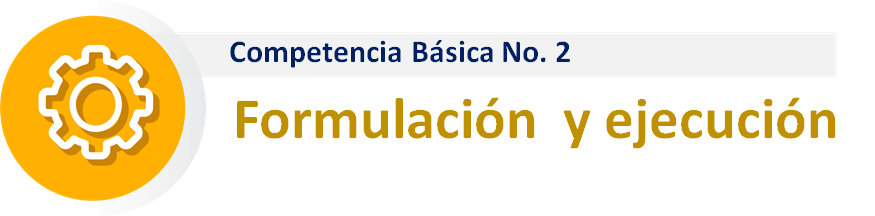 Competencia Básica No. 2
Formulación y ejecución